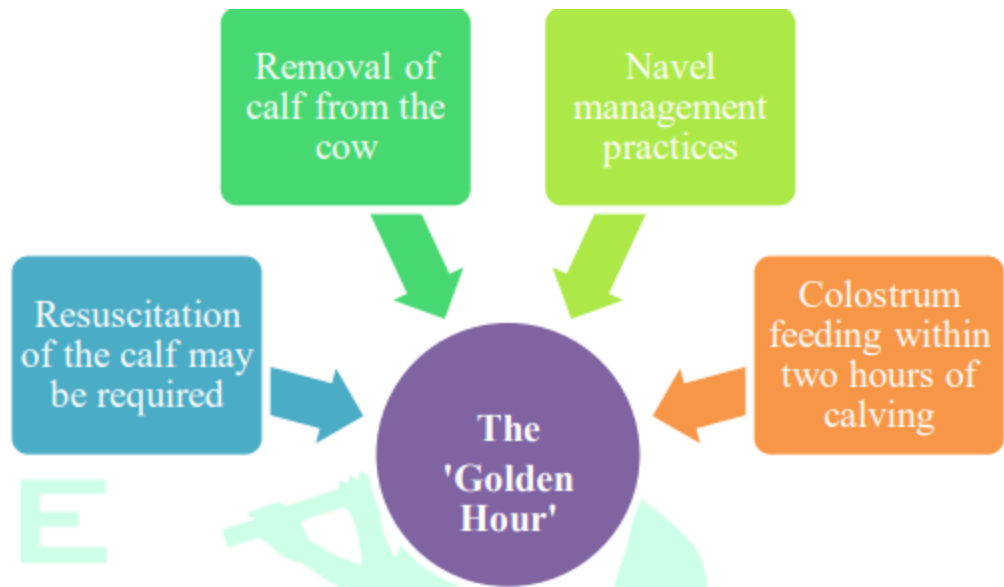 Removal of
calf from the
cow
Navel
management
practices
Resuscitation
of the calf may
be required
Colostrum
feeding within
two hours of
calving
The
'Golden
Hour'
E